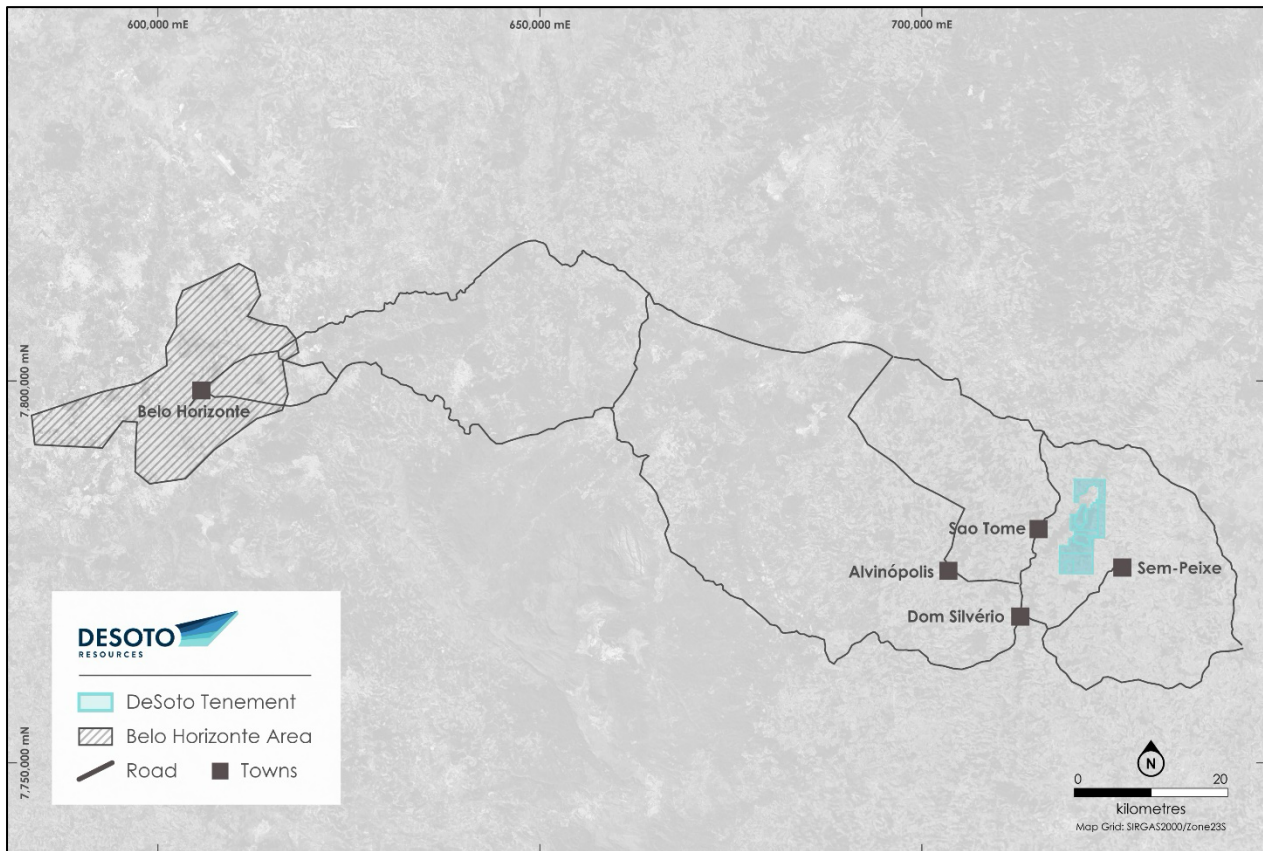 600,000 mE
650,000 mE
700,000 mE
7,800,000 mN
Belo Horizonte
Sao Tome
Alvinópolis
Sem-Peixe
Dom Silvério
DESOTO
RESOURCES
DeSoto Tenement
Belo Horizonte Area
Road
Towns
7,750,000 mN
N
0 20
kilometres
Map Grid: SIRGAS2000/Zone23S